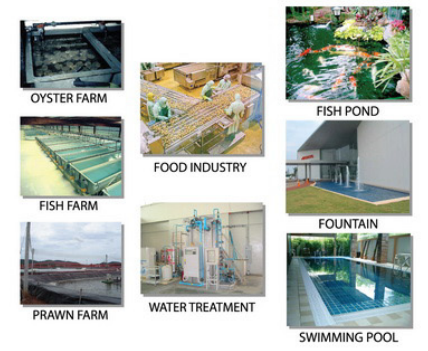 OYSTER FARM
FOOD INDUSTRY
FISH POND
FISH FARM
FOUNTAIN
PRAWN FARM
WATER TREATMENT
SWIMMING POOL